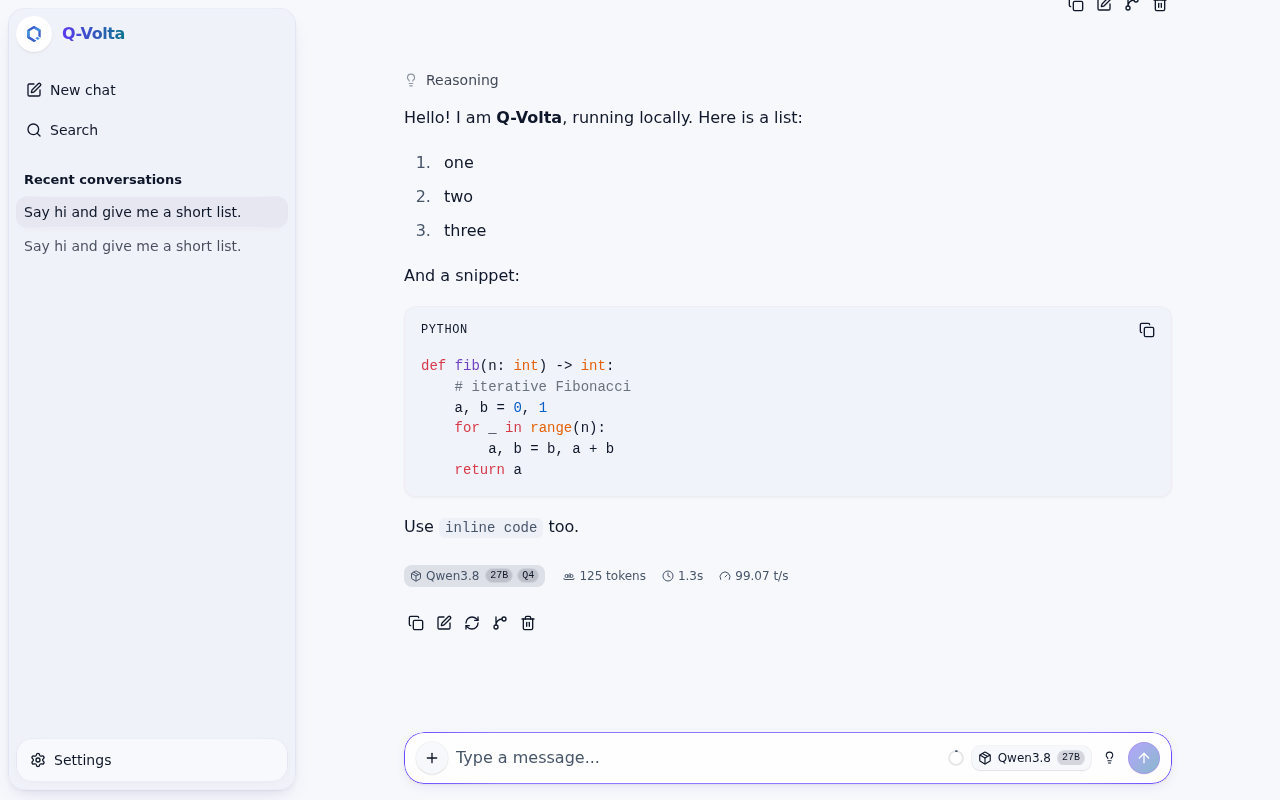 Q-Volta
New chat
Search
Recent conversations
Say hi and give me a short list.
Say hi and give me a short list.
Settings
Reasoning
Hello! I am Q-Volta, running locally. Here is a list:
1. one
2. two
3. three
And a snippet:
PYTHON
def fib(n: int) -> int:
    # iterative Fibonacci
    a, b = 0, 1
    for _ in range(n):
        a, b = b, a + b
    return a
Use inline code too.
Qwen3.8 27B Q4 125 tokens 1.3s 99.07 t/s
Type a message...
Qwen3.8 27B